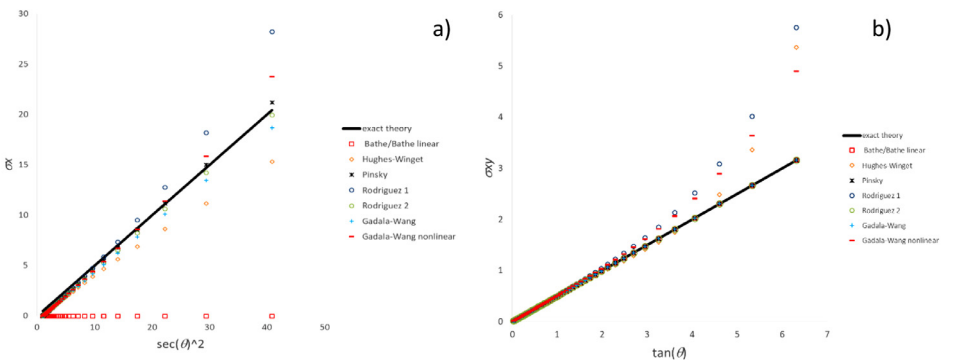 a)
30
25
20
15
10
5
0
σx
0 10 20 30 40 50
sec(θ)^2
exact theory
Bathe/Bathe linear
Hughes-Winget
Pinsky
Rodriguez 1
Rodriguez 2
Gadala-Wang
Gadala-Wang nonlinear
b)
6
5
4
3
2
1
0
σxy
0 1 2 3 4 5 6 7
tan(θ)
exact theory
Bathe/Bathe linear
Hughes Winget
Pinsky
Rodriguez 1
Rodriguez 2
Gadala-Wang
Gadala-Wang nonlinear